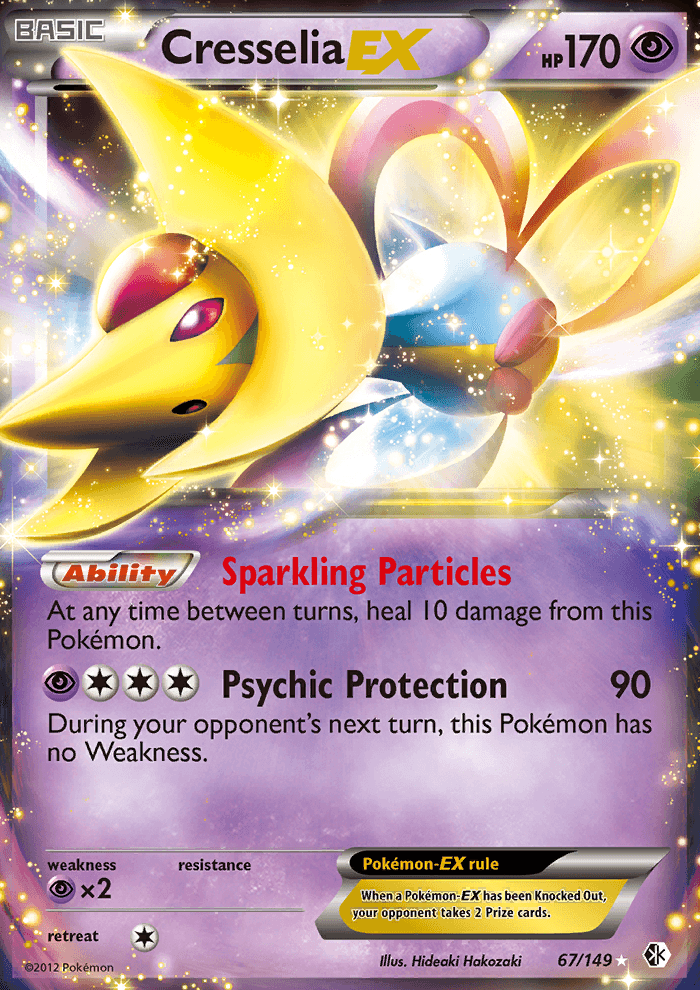 BASIC
Cresselia EX
HP170
Ability Sparkling Particles
At any time between turns, heal 10 damage from this
Pokémon.
Psychic Protection 90
During your opponent's next turn, this Pokémon has
no Weakness.
weakness resistance
×2
Pokémon-EX rule
When a Pokémon-EX has been Knocked Out,
your opponent takes 2 Prize cards.
retreat
©2012 Pokémon
Illus. Hideaki Hakozaki 67/149